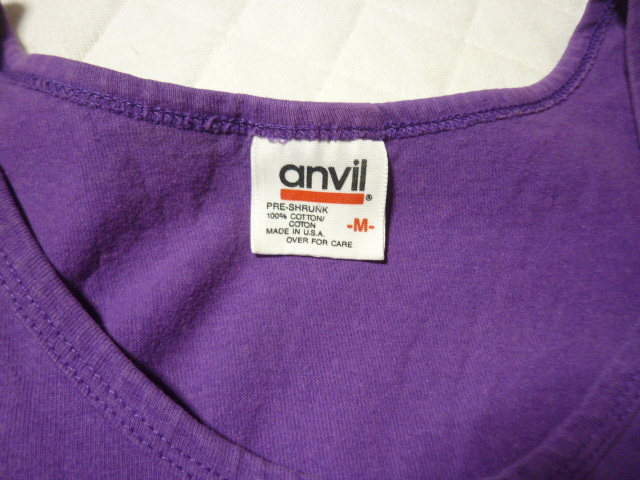 anvil®
PRE-SHRUNK
100% COTTON/
COTON
-M-
MADE IN U.S.A.
OVER FOR CARE